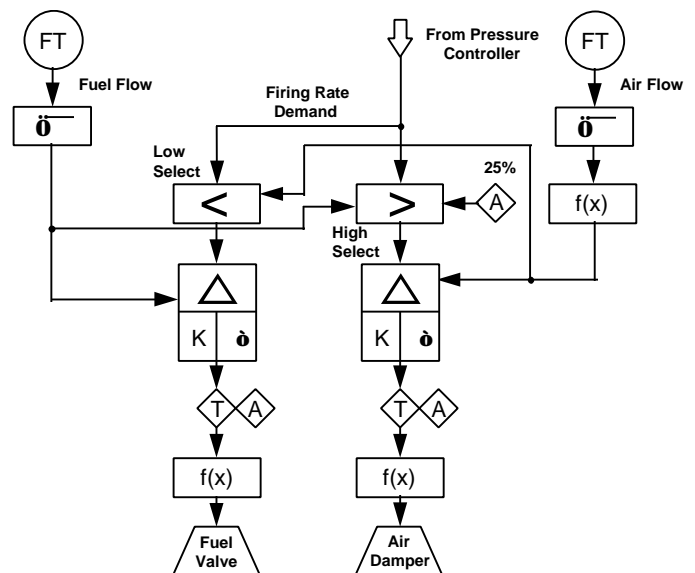 FT
From Pressure
Controller
FT
Fuel Flow
Air Flow
Firing Rate
Demand
ö
ö
Low
Select
25%
<
>
A
f(x)
High
Select
K
ò
K
ò
T
A
T
A
f(x)
f(x)
Fuel
Valve
Air
Damper